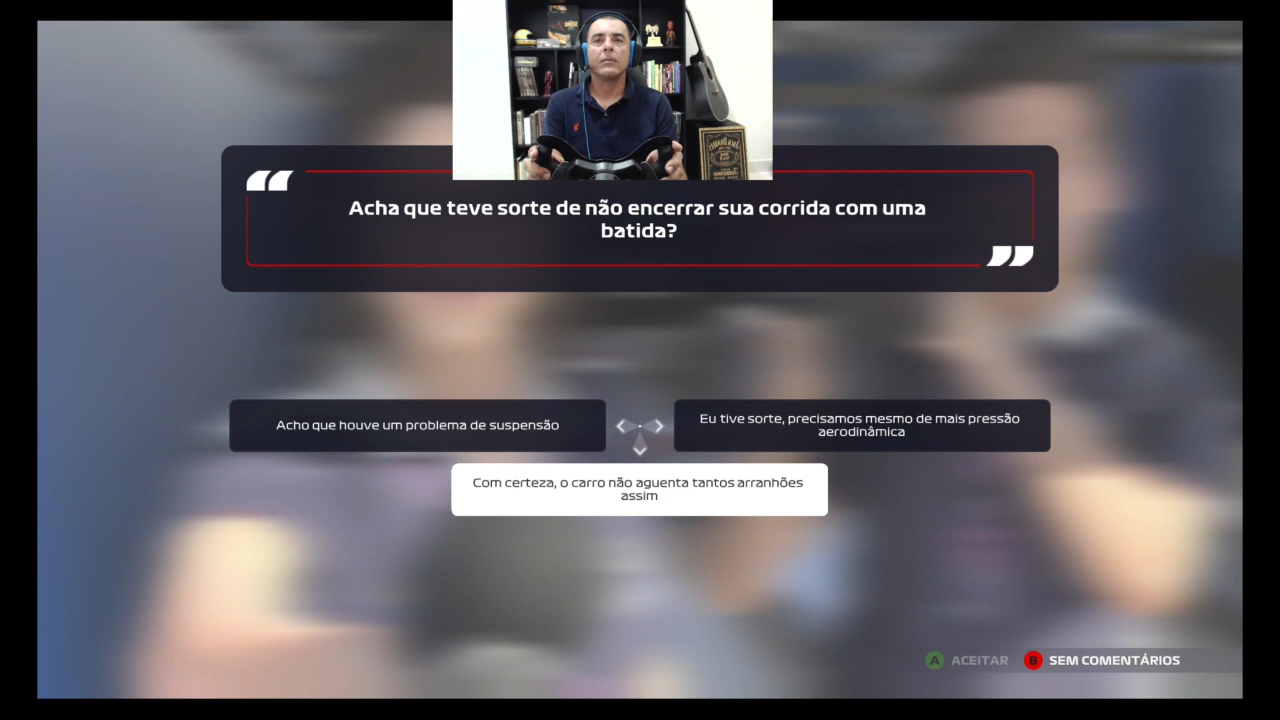 Acha que teve sorte de não encerrar sua corrida com uma
batida?
Acho que houve um problema de suspensão
Eu tive sorte, precisamos mesmo de mais pressão
aerodinâmica
Com certeza, o carro não aguenta tantos arranhões
assim
A ACEITAR
B SEM COMENTÁRIOS